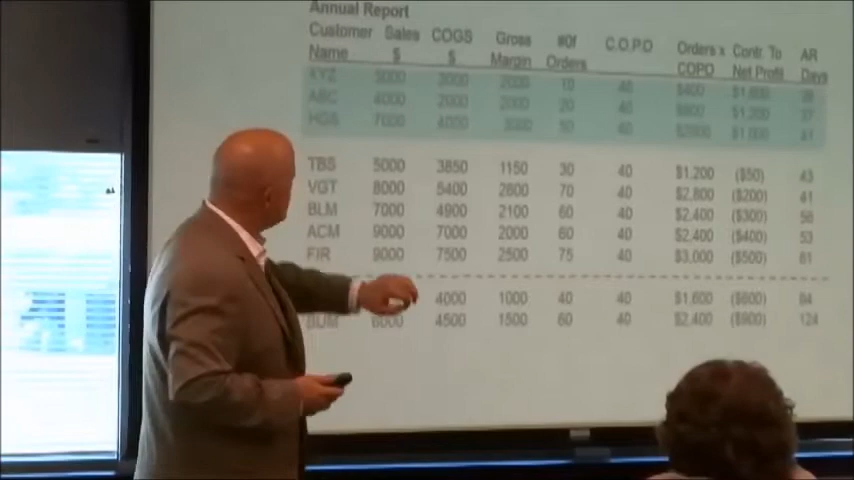 Annual Report
Customer Sales COGS Gross #Of C.O.P.D Orders x Contr. To AR
Name $ $ Margin Orders COPD Net Profit Days
XYZ 5000 3000 2000 10 40 $400 $1,600
ABC 4000 2000 2000 20 40 $800 $1,200
HGS 7000 4000 3000 50 40 $2000 $1,000
TBS 5000 3850 1150 30 40 $1,200 ($50) 43
VGT 8000 5400 2600 70 40 $2,800 ($200) 41
BLM 7000 4900 2100 60 40 $2,400 ($300) 56
ACM 9000 7000 2000 60 40 $2,400 ($400) 53
FIR 9000 7500 2500 75 40 $3,000 ($500) 61
4000 1000 40 40 $1,600 ($600) 84
BUM 6000 4500 1500 60 40 $2,400 ($900) 124